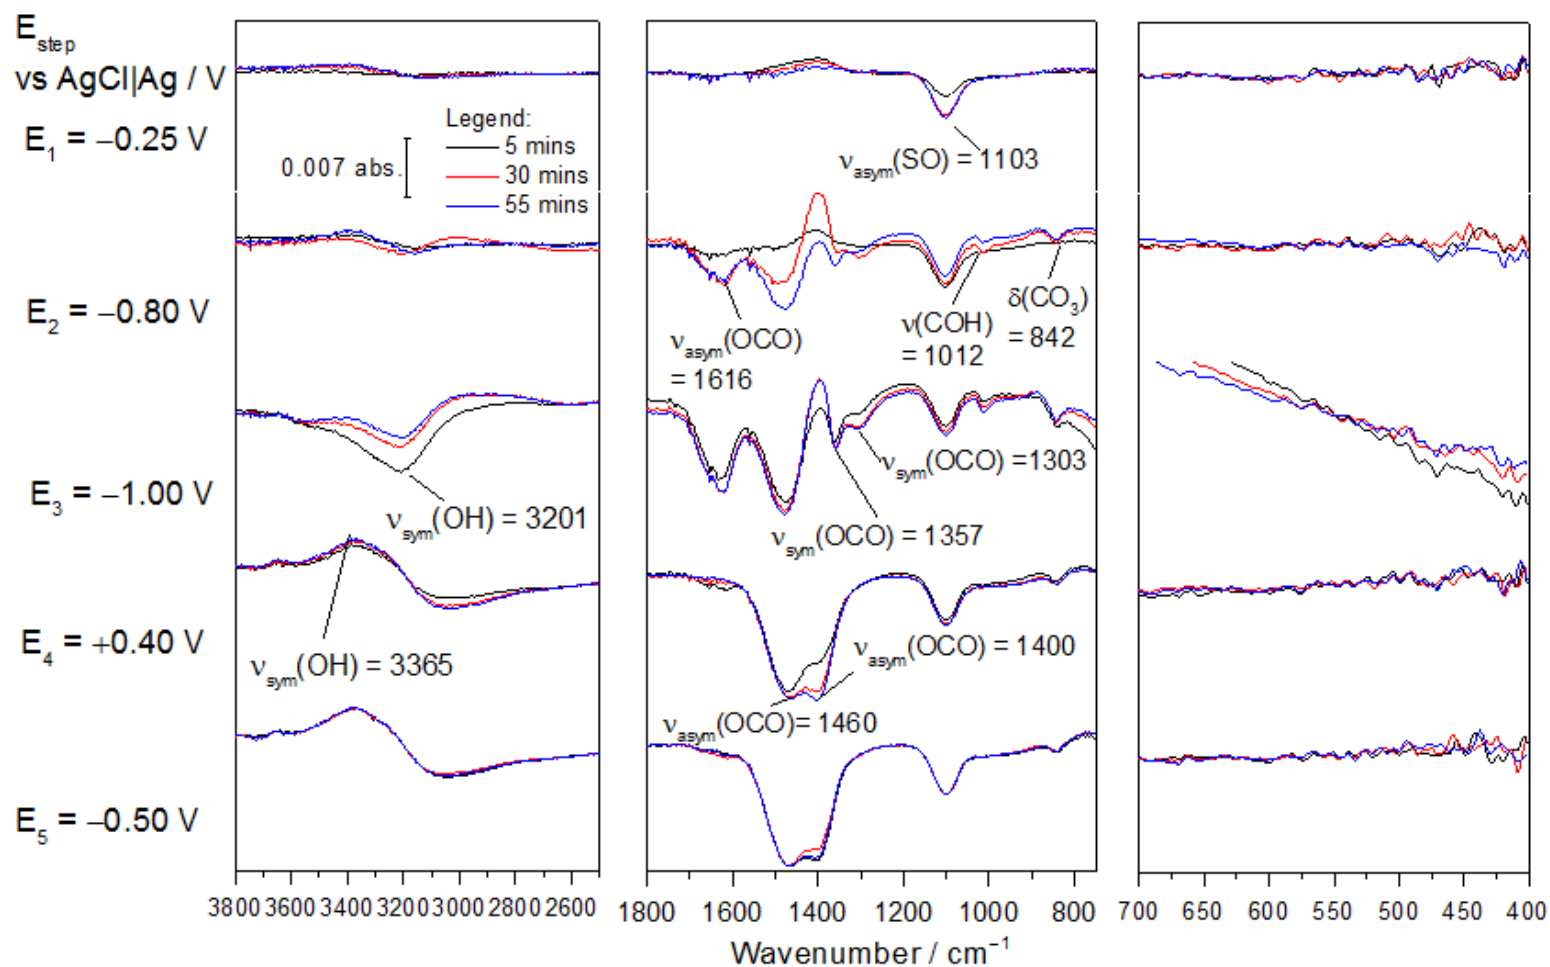 E step
vs AgCl|Ag / V
E1 = −0.25 V
Legend:
5 mins
30 mins
55 mins
0.007 abs.
νasym(SO) = 1103
E2 = −0.80 V
νasym(OCO)
= 1616
ν(COH)
= 1012
δ(CO3)
= 842
E3 = −1.00 V
νsym(OH) = 3201
νsym(OCO) =1303
νsym(OCO) = 1357
E4 = +0.40 V
νsym(OH) = 3365
νasym(OCO) = 1400
νasym(OCO)= 1460
E5 = −0.50 V
3800 3600 3400 3200 3000 2800 2600
1800 1600 1400 1200 1000 800
700 650 600 550 500 450 400
Wavenumber / cm−1